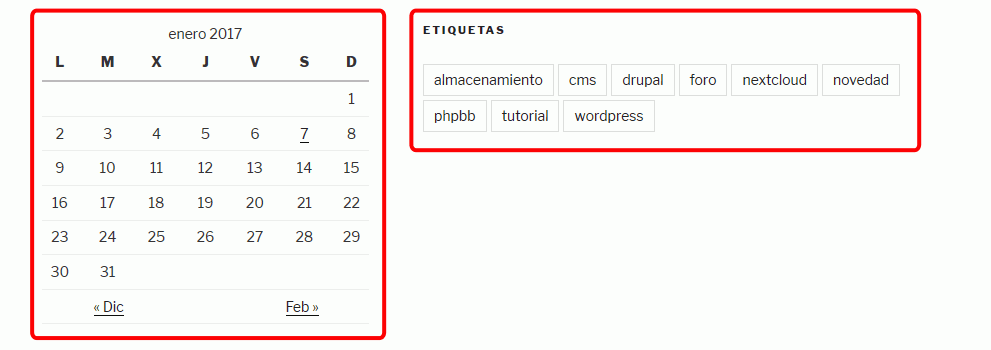 enero 2017
L M X J V S D
1
2 3 4 5 6 7 8
9 10 11 12 13 14 15
16 17 18 19 20 21 22
23 24 25 26 27 28 29
30 31
« Dic Feb »
ETIQUETAS
almacenamiento cms drupal foro nextcloud novedad
phpbb tutorial wordpress